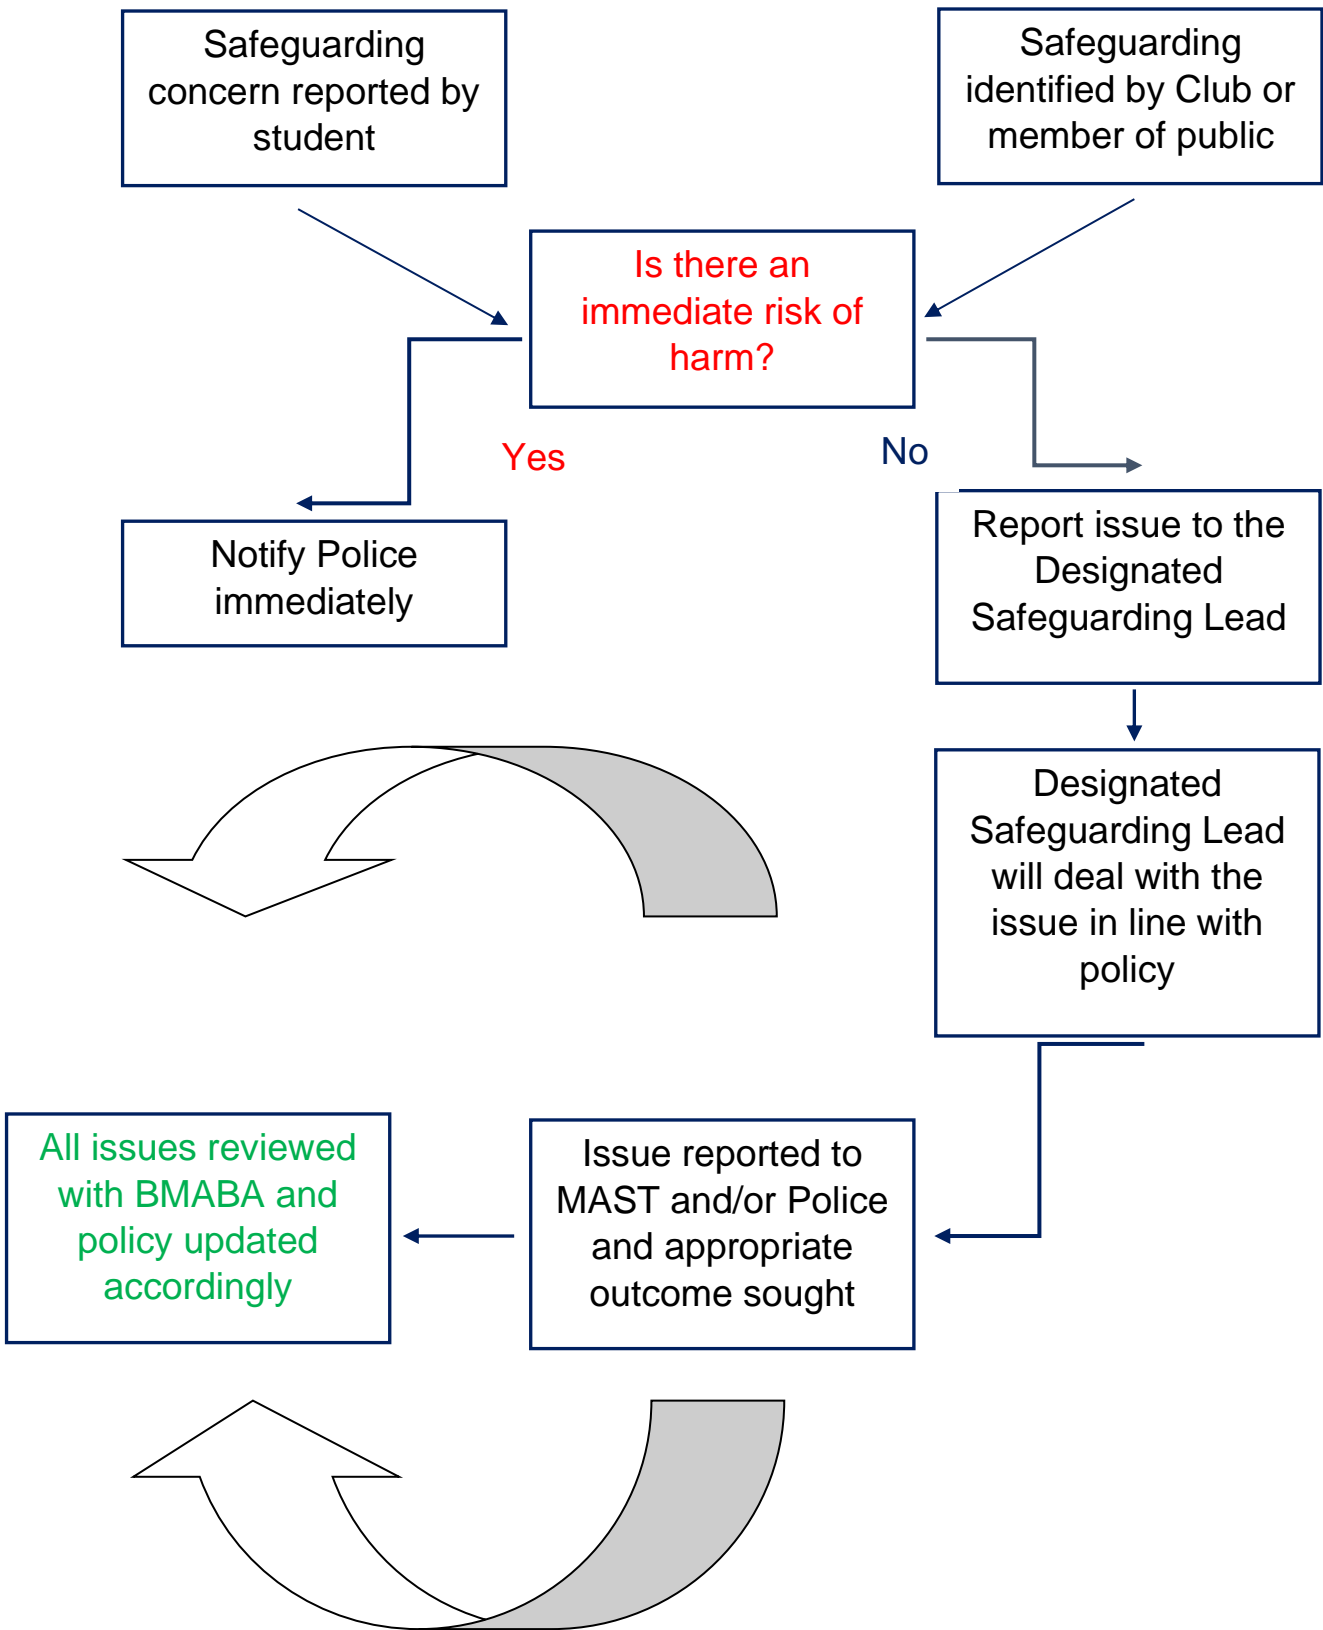 Safeguarding
concern reported by
student
Safeguarding
identified by Club or
member of public
Is there an
immediate risk of
harm?
Yes
No
Notify Police
immediately
Report issue to the
Designated
Safeguarding Lead
Designated
Safeguarding Lead
will deal with the
issue in line with
policy
All issues reviewed
with BMABA and
policy updated
accordingly
Issue reported to
MAST and/or Police
and appropriate
outcome sought